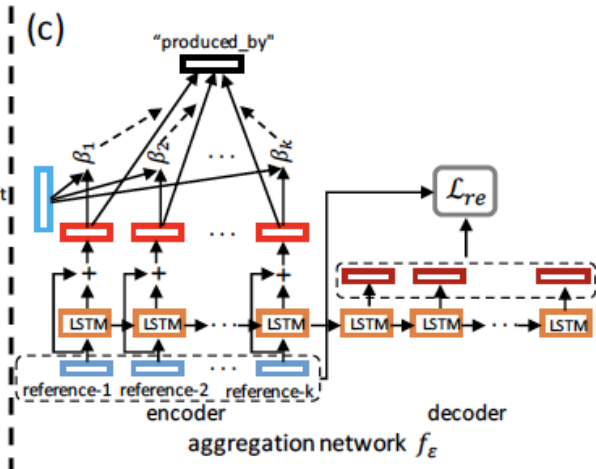 (c)
"produced_by"
β1 β2 ... βk
t
ℒre
+ + +
LSTM LSTM ... LSTM LSTM LSTM ... LSTM
reference-1 reference-2 reference-k
encoder decoder
aggregation network fε